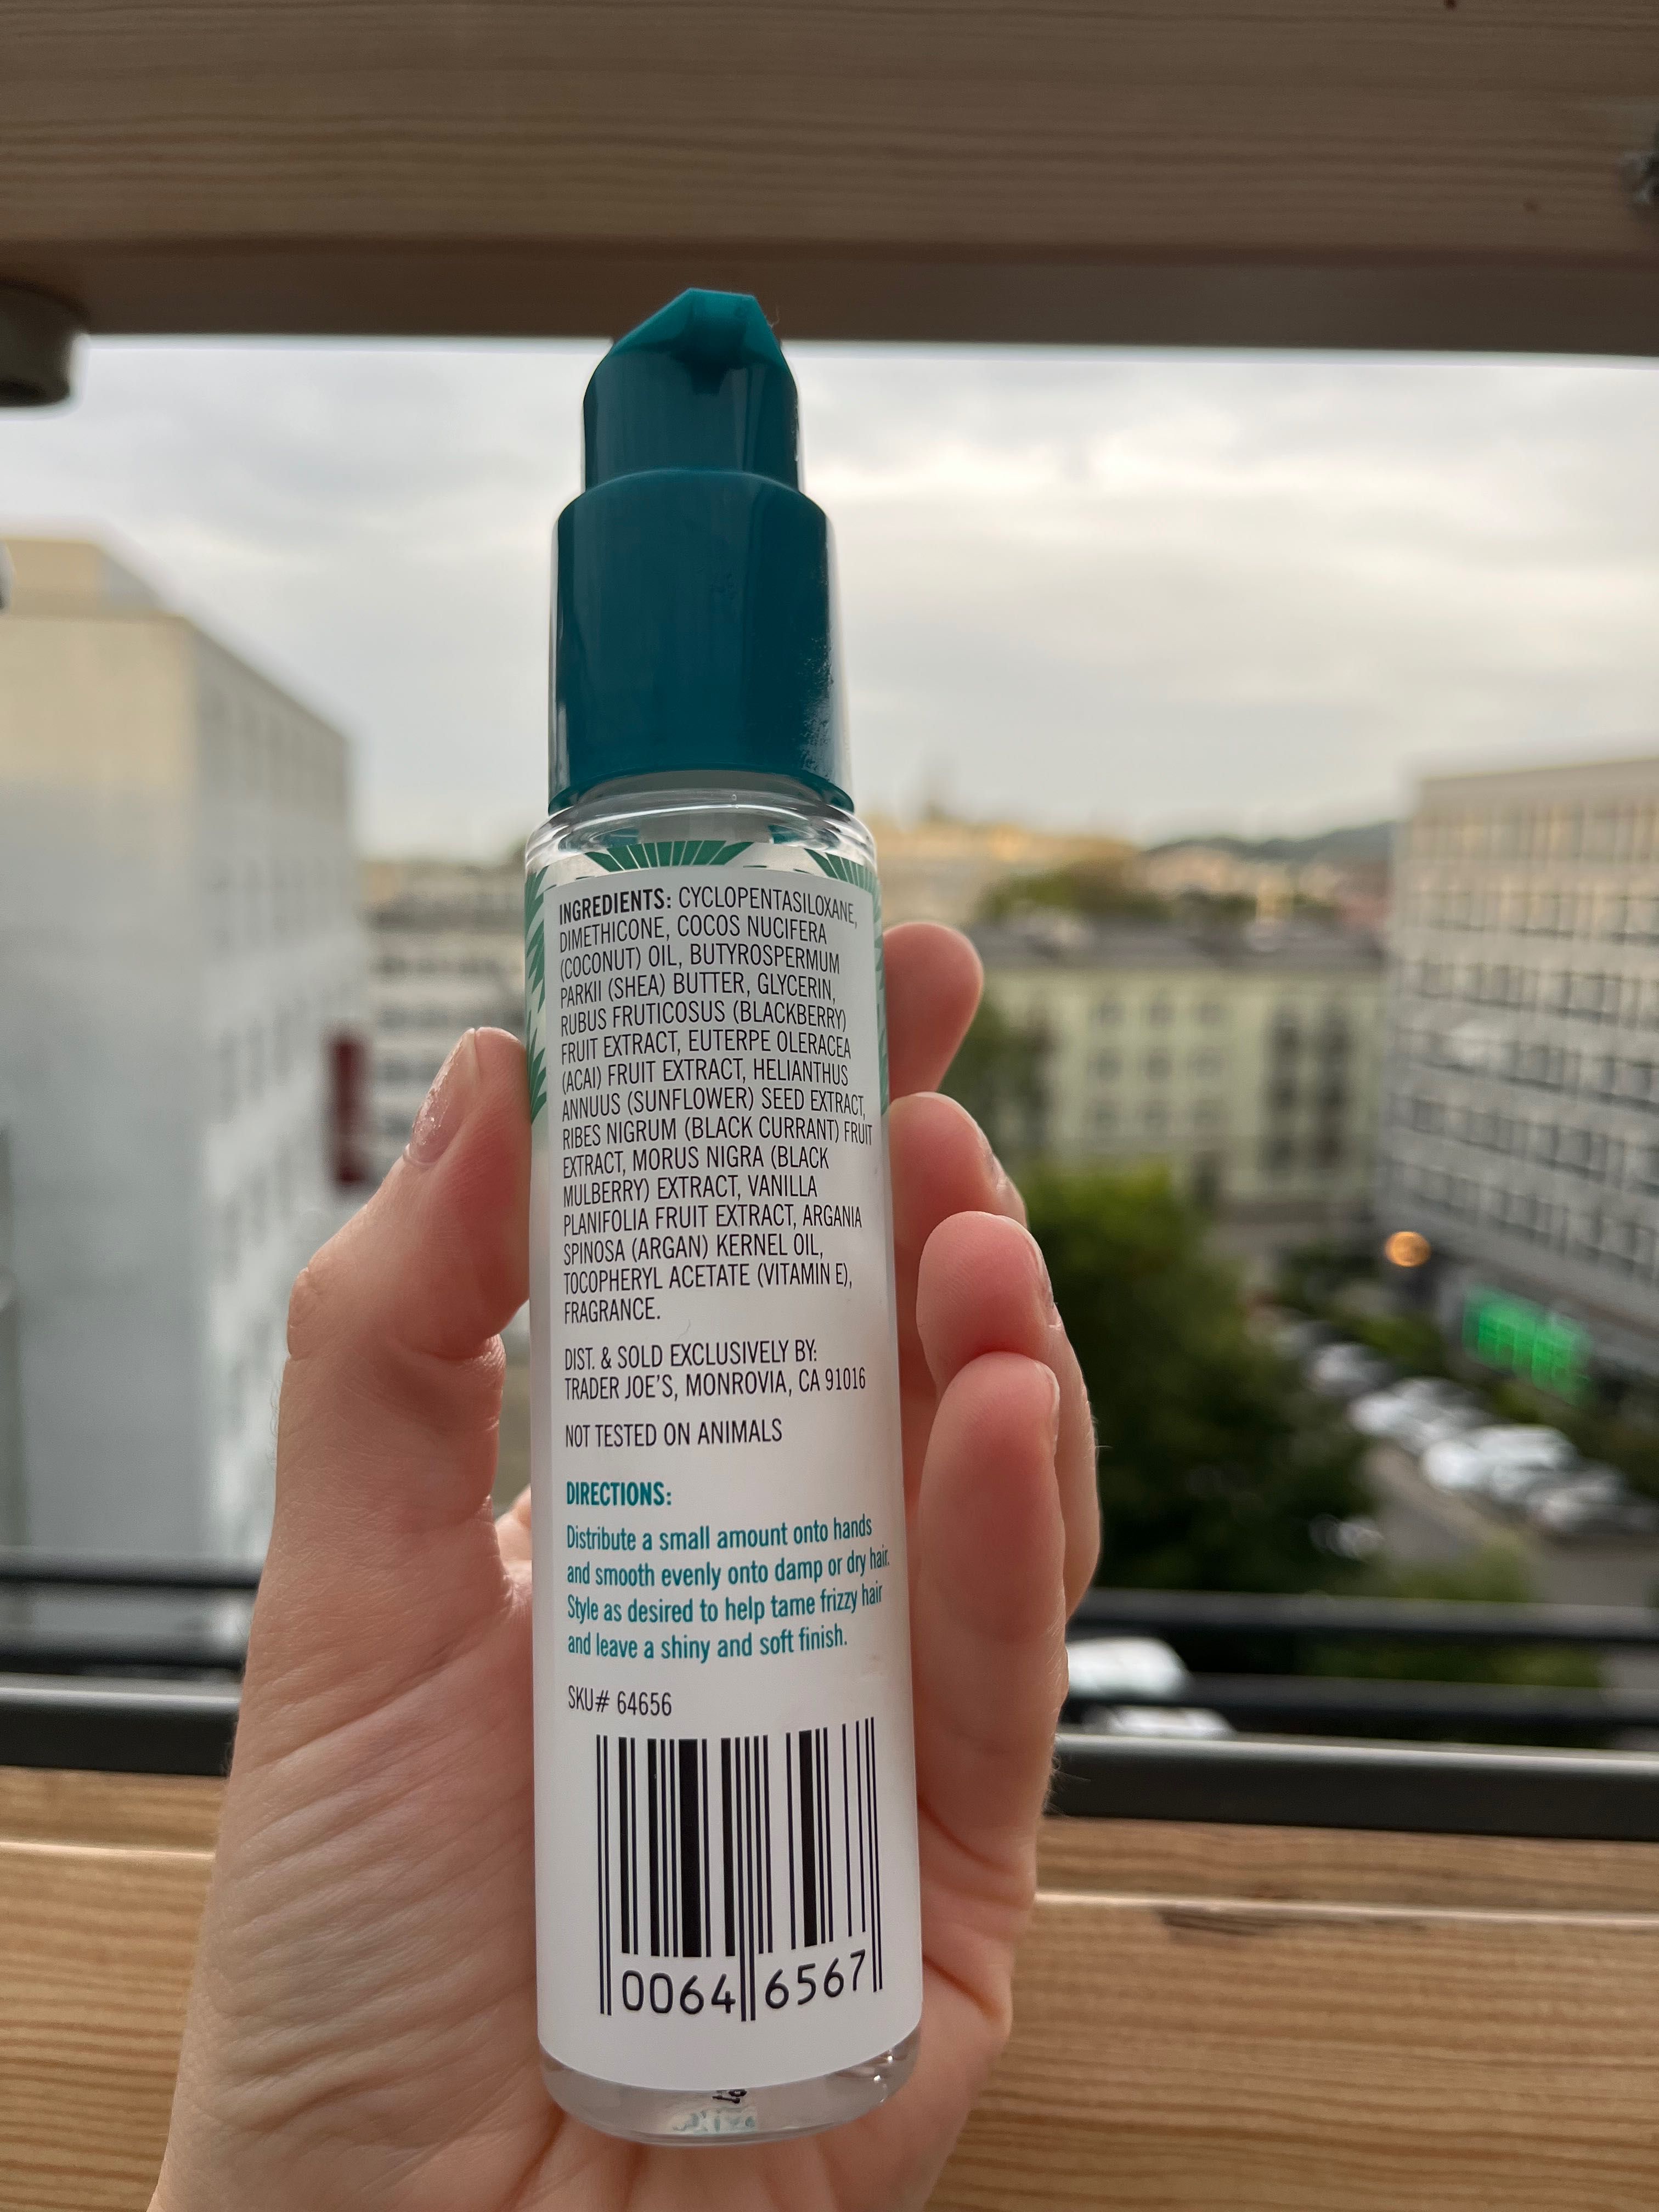 INGREDIENTS: CYCLOPENTASILOXANE,
DIMETHICONE, COCOS NUCIFERA
(COCONUT) OIL, BUTYROSPERMUM
PARKII (SHEA) BUTTER, GLYCERIN,
RUBUS FRUTICOSUS (BLACKBERRY)
FRUIT EXTRACT, EUTERPE OLERACEA
(ACAI) FRUIT EXTRACT, HELIANTHUS
ANNUUS (SUNFLOWER) SEED EXTRACT,
RIBES NIGRUM (BLACK CURRANT) FRUIT
EXTRACT, MORUS NIGRA (BLACK
MULBERRY) EXTRACT, VANILLA
PLANIFOLIA FRUIT EXTRACT, ARGANIA
SPINOSA (ARGAN) KERNEL OIL,
TOCOPHERYL ACETATE (VITAMIN E),
FRAGRANCE.
DIST. & SOLD EXCLUSIVELY BY:
TRADER JOE'S, MONROVIA, CA 91016
NOT TESTED ON ANIMALS
DIRECTIONS:
Distribute a small amount onto hands
and smooth evenly onto damp or dry hair.
Style as desired to help tame frizzy hair
and leave a shiny and soft finish.
SKU# 64656
0064 6567